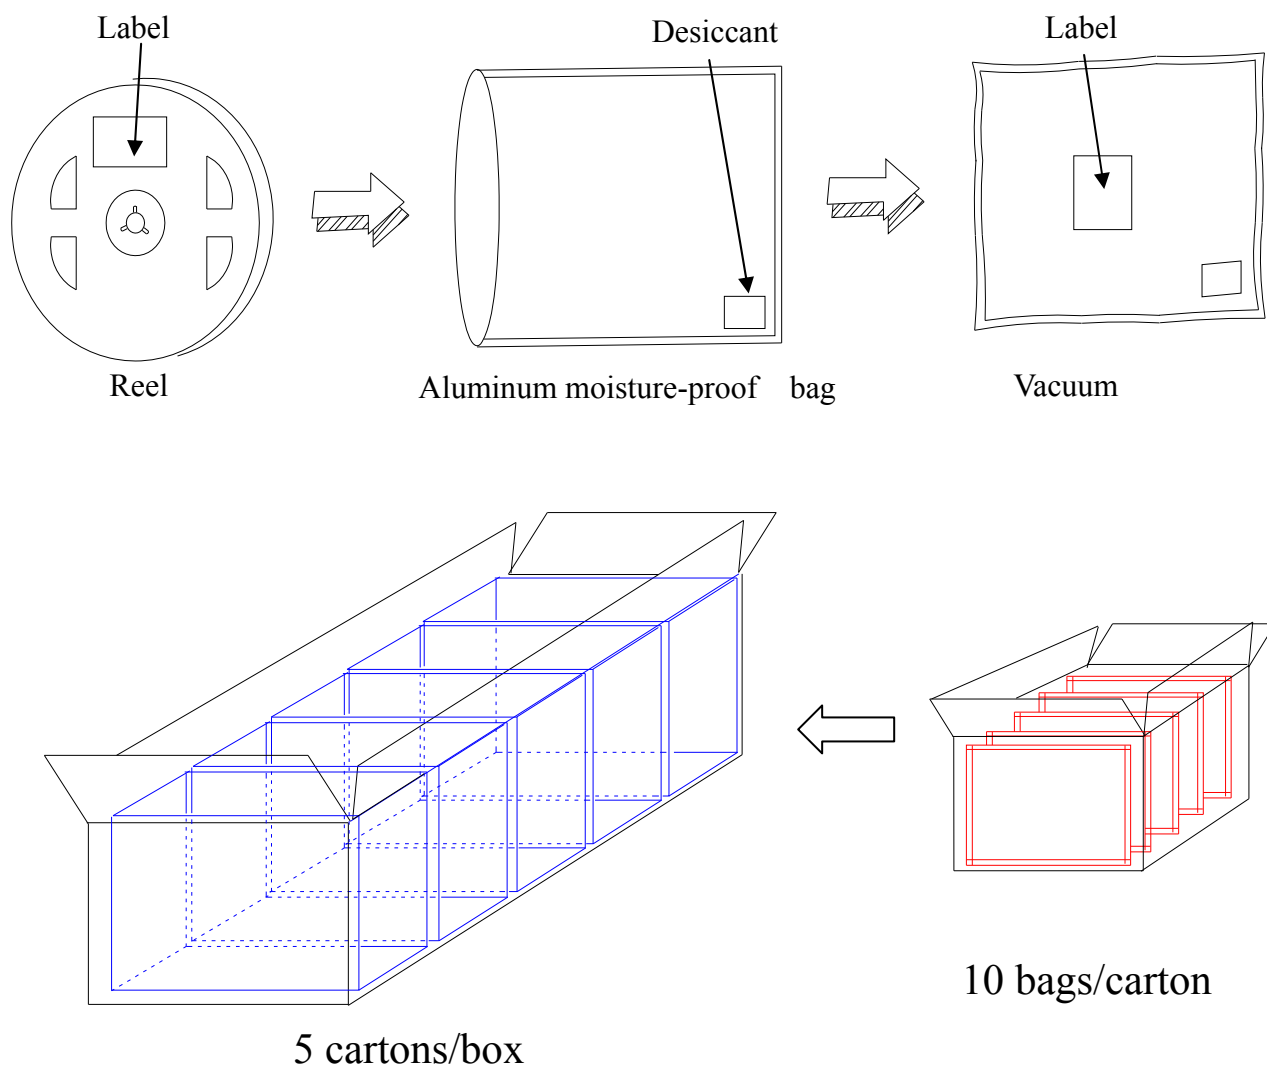 Label
Desiccant
Label
Reel
Aluminum moisture-proof bag
Vacuum
10 bags/carton
5 cartons/box